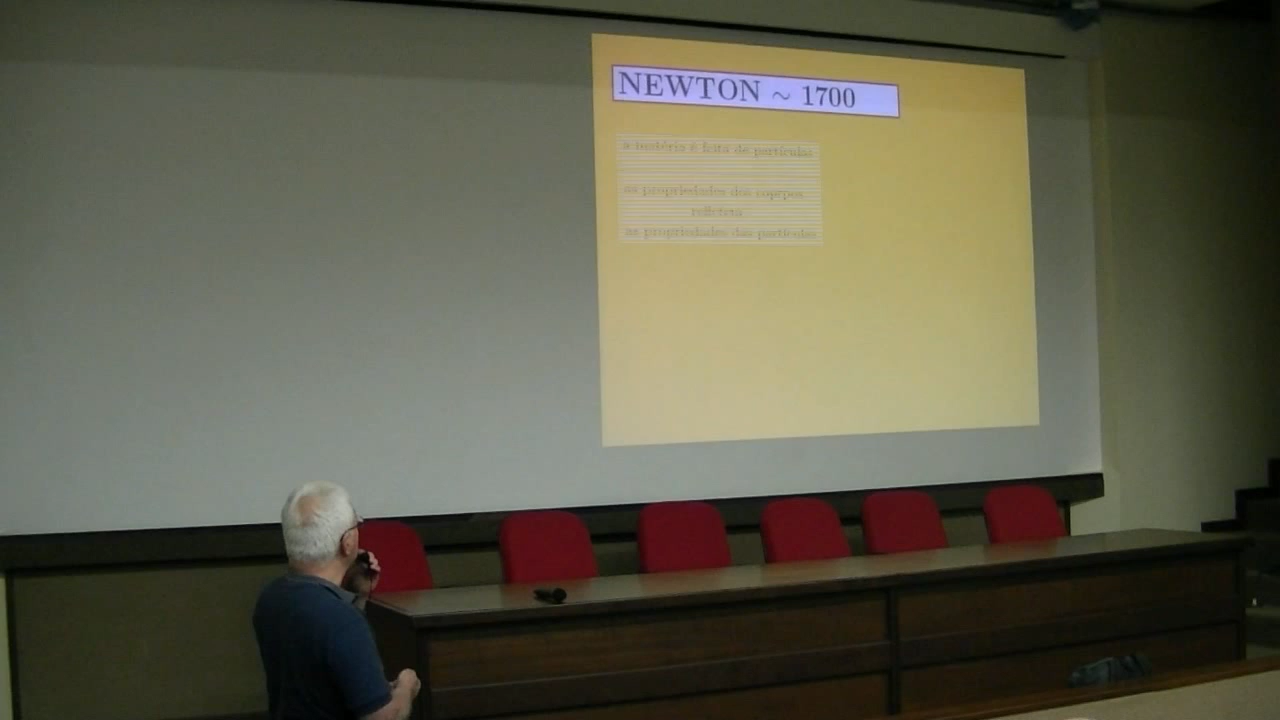 NEWTON ~ 1700
a matéria é feita de partículas
as propriedades dos corpos
refletem
as propriedades das partículas